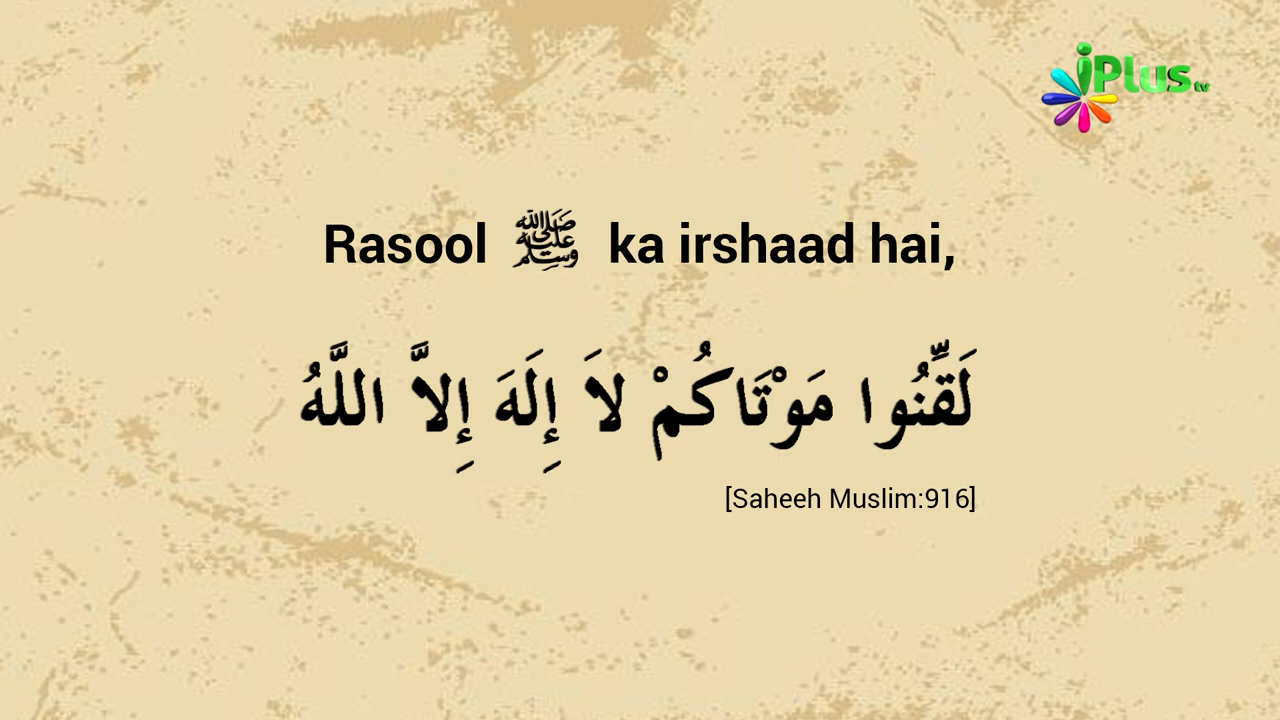 iPlus tv
Rasool ﷺ ka irshaad hai,
لَقِّنُوا مَوْتَاكُمْ لاَ إِلَهَ إِلاَّ اللَّهُ
[Saheeh Muslim:916]